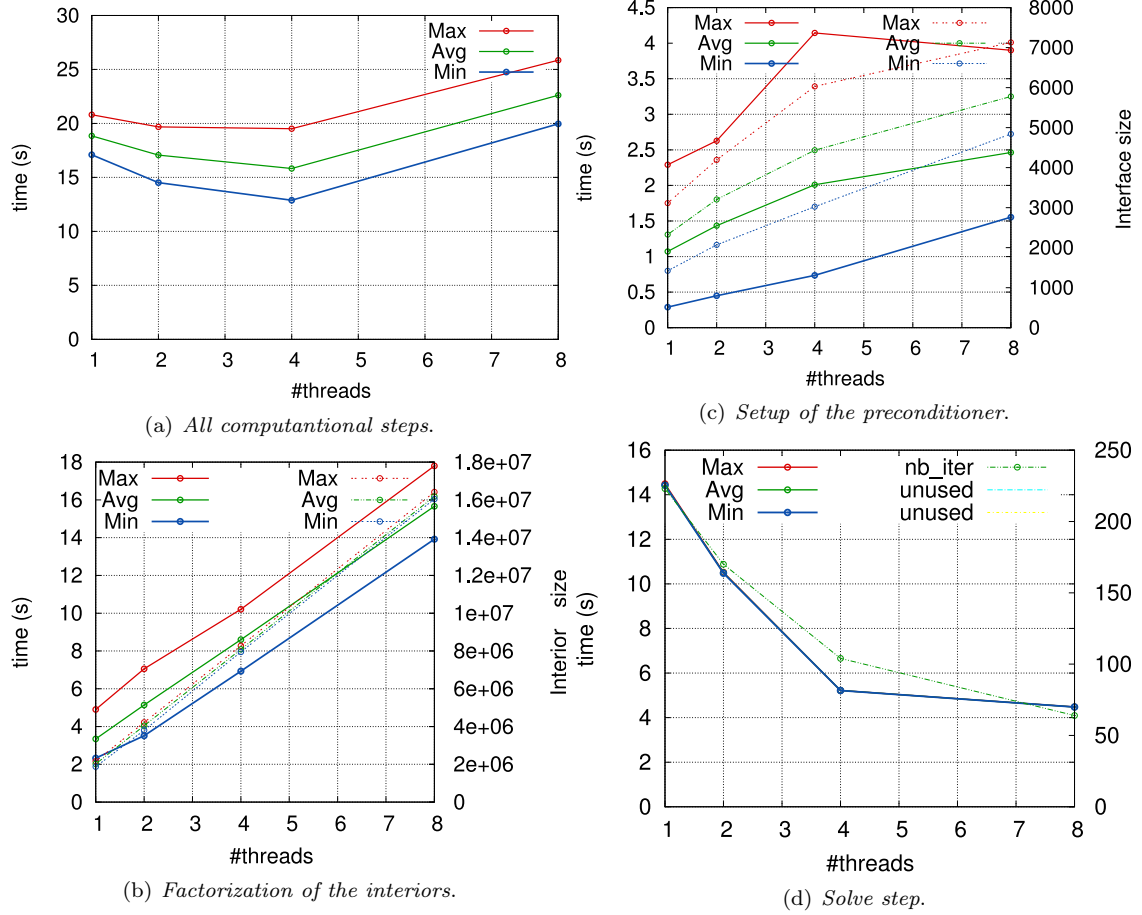 30
25
20
15
10
5
0
time (s)
Max
Avg
Min
1 2 3 4 5 6 7 8
#threads
(a) All computantional steps.
4.5
4
3.5
3
2.5
2
1.5
1
0.5
0
time (s)
Max
Avg
Min
Max
Avg
Min
8000
7000
6000
5000
4000
3000
2000
1000
0
Interface size
1 2 3 4 5 6 7 8
#threads
(c) Setup of the preconditioner.
18
16
14
12
10
8
6
4
2
0
time (s)
Max
Avg
Min
Max
Avg
Min
1.8e+07
1.6e+07
1.4e+07
1.2e+07
1e+07
8e+06
6e+06
4e+06
2e+06
0
Interior size
1 2 3 4 5 6 7 8
#threads
(b) Factorization of the interiors.
16
14
12
10
8
6
4
2
0
time (s)
Max
Avg
Min
nb_iter
unused
unused
250
200
150
100
50
0
1 2 3 4 5 6 7 8
#threads
(d) Solve step.